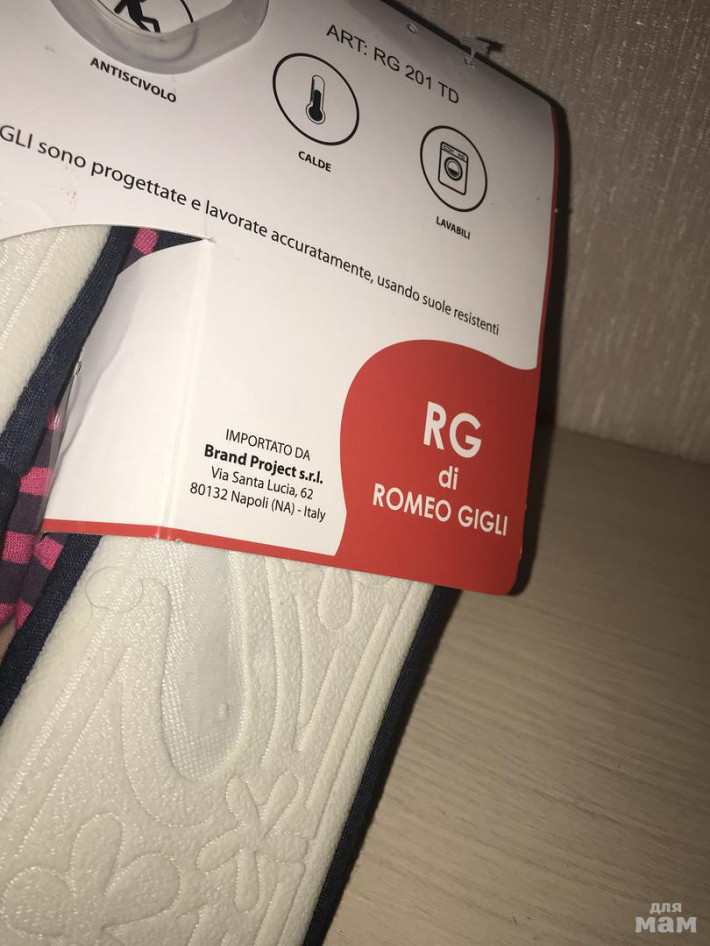 ART: RG 201 TD
ANTISCIVOLO
CALDE
LAVABILI
GLI sono progettate e lavorate accuratamente, usando suole resistenti
IMPORTATO DA
Brand Project s.r.l.
Via Santa Lucia, 62
80132 Napoli (NA) - Italy
RG
di
ROMEO GIGLI
для
мам